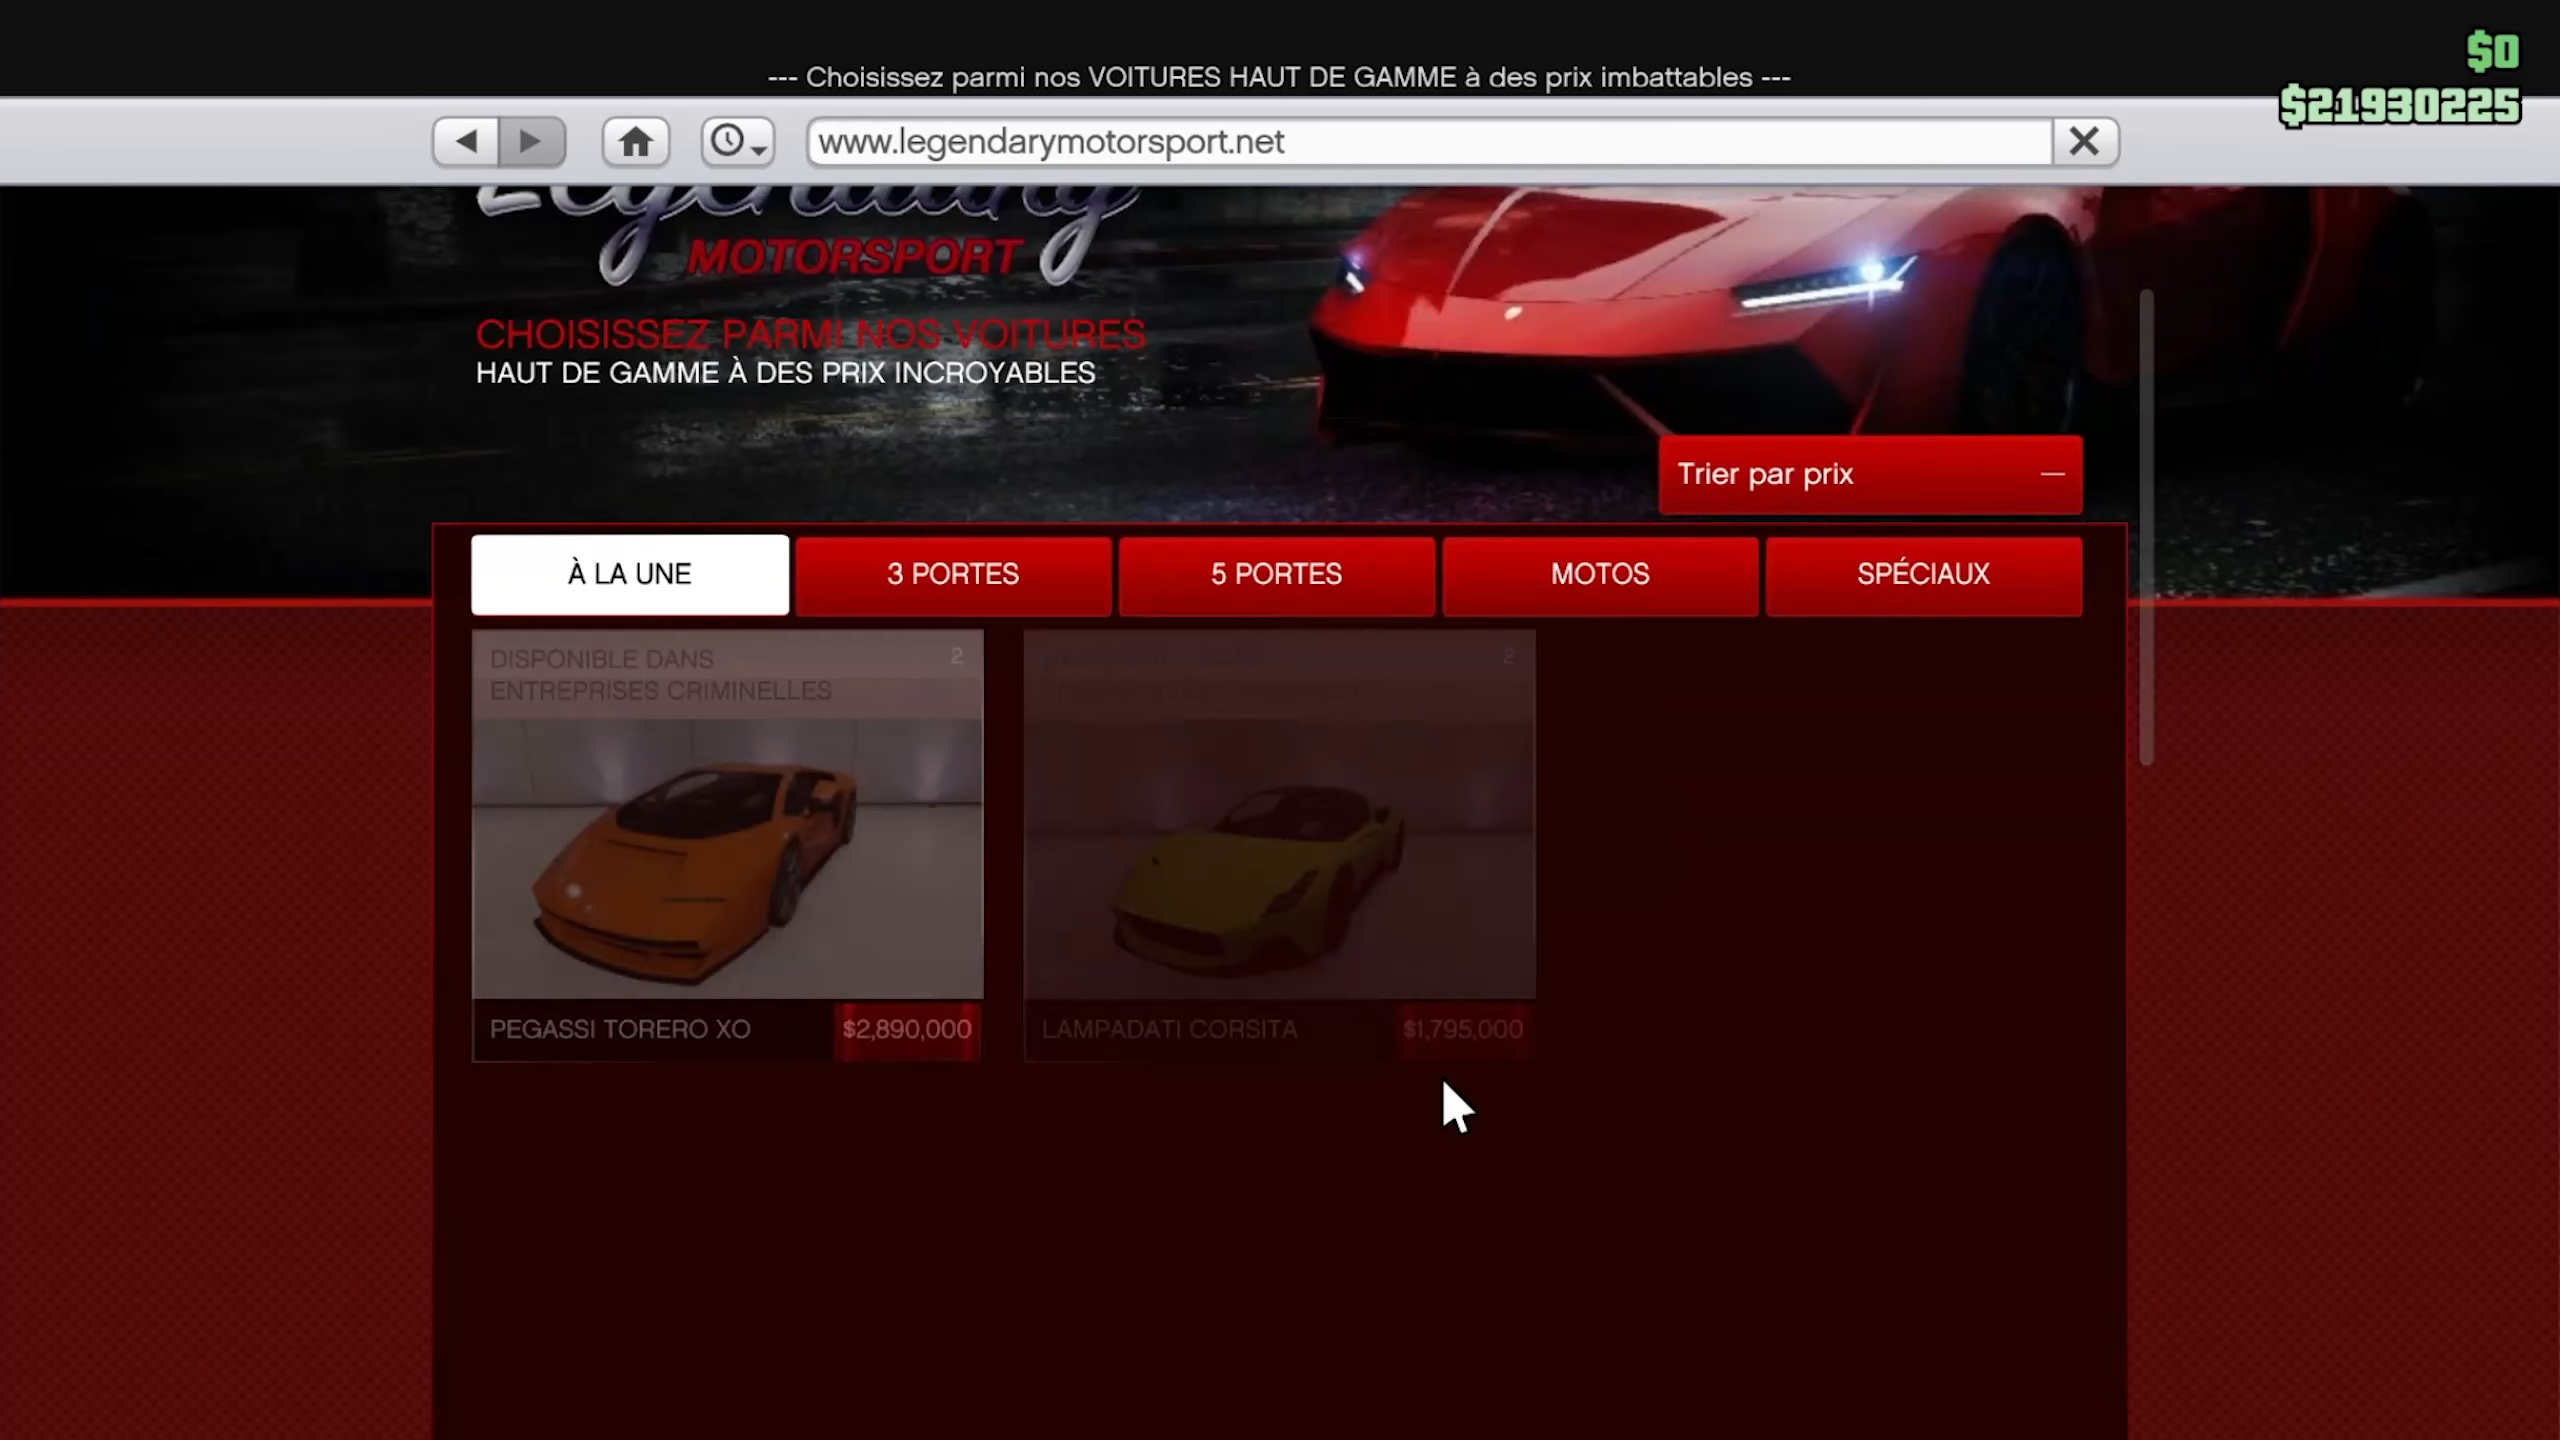 $0
--- Choisissez parmi nos VOITURES HAUT DE GAMME à des prix imbattables ---
$21930225
www.legendarymotorsport.net
Legendary
MOTORSPORT
CHOISISSEZ PARMI NOS VOITURES
HAUT DE GAMME À DES PRIX INCROYABLES
Trier par prix
À LA UNE
3 PORTES
5 PORTES
MOTOS
SPÉCIAUX
DISPONIBLE DANS 2
ENTREPRISES CRIMINELLES
2
PEGASSI TORERO XO $2,890,000
LAMPADATI CORSITA $1,795,000